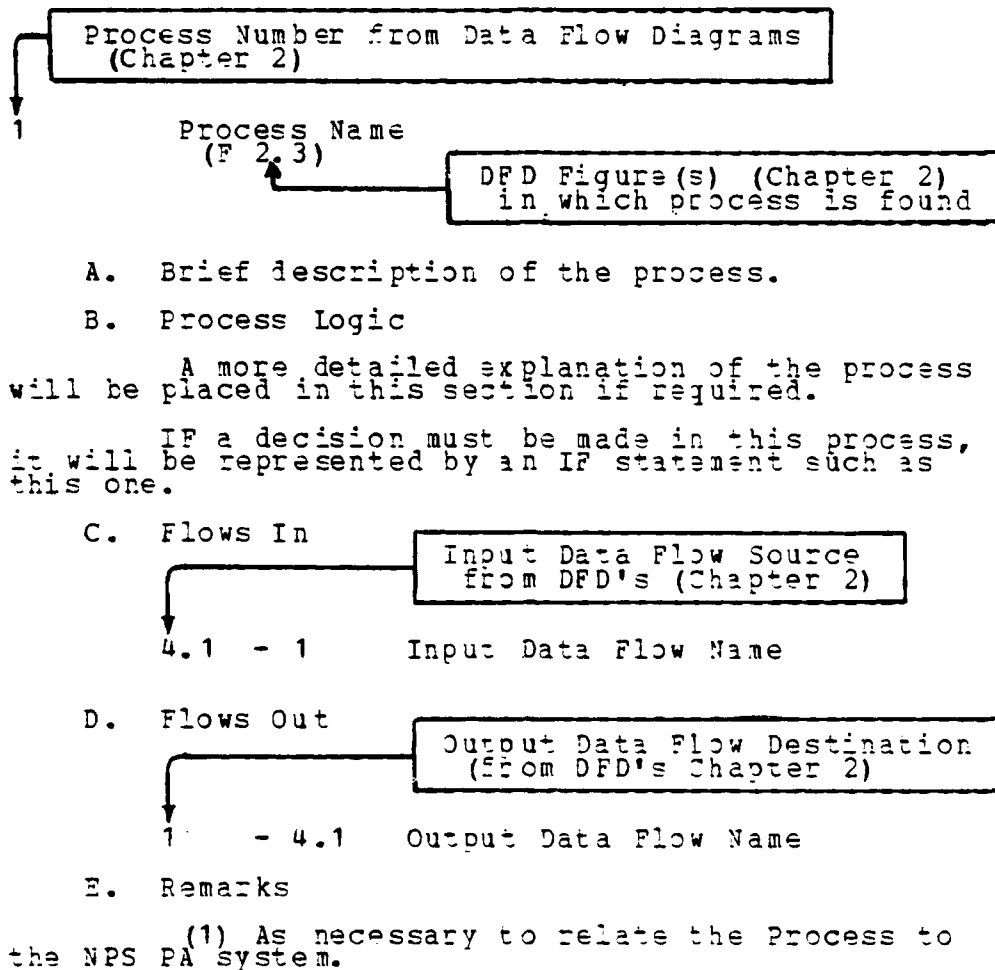 Process Number from Data Flow Diagrams
(Chapter 2)
1
Process Name
(F 2.3)
DFD Figure(s) (Chapter 2)
in which process is found
A. Brief description of the process.
B. Process Logic
A more detailed explanation of the process
will be placed in this section if required.
IF a decision must be made in this process,
it will be represented by an IF statement such as
this one.
C. Flows In
Input Data Flow Source
from DFD's (Chapter 2)
4.1 - 1 Input Data Flow Name
D. Flows Out
Output Data Flow Destination
(from DFD's Chapter 2)
1 - 4.1 Output Data Flow Name
E. Remarks
(1) As necessary to relate the Process to
the NPS PA system.